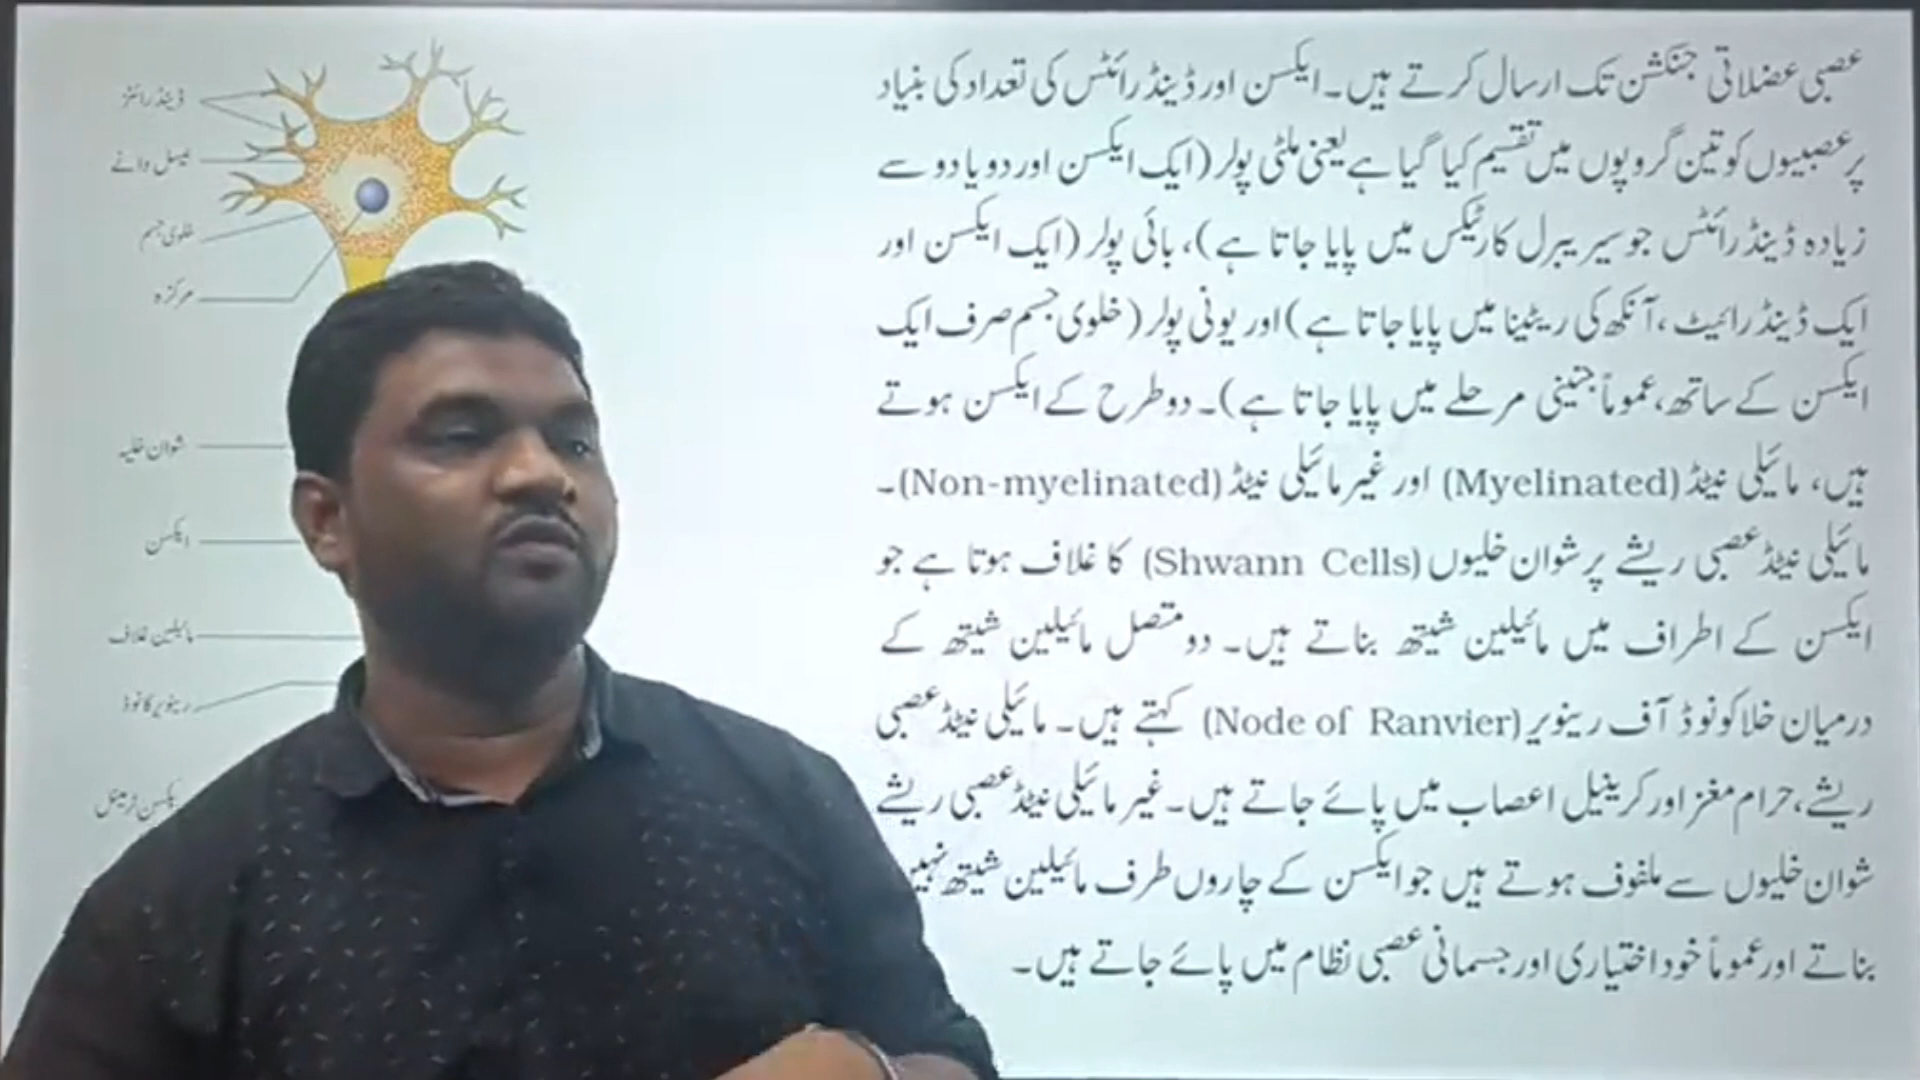 عصبی عضلاتی جنکشن تک ارسال کرتے ہیں۔ ایکسن اور ڈینڈرائٹس کی تعداد کی بنیاد
پر عصبیوں کو تین گروپوں میں تقسیم کیا گیا ہے یعنی ملٹی پولر (ایک ایکسن اور دو یا دو سے
زیادہ ڈینڈرائٹس جو سیریبرل کارٹیکس میں پایا جاتا ہے)، بائی پولر (ایک ایکسن اور
ایک ڈینڈرائیٹ، آنکھ کی ریٹینا میں پایا جاتا ہے) اور یونی پولر (خلوی جسم صرف ایک
ایکسن کے ساتھ، عموماً جنینی مرحلے میں پایا جاتا ہے)۔ دو طرح کے ایکسن ہوتے
ہیں، مائیلی نیٹڈ (Myelinated) اور غیر مائیلی نیٹڈ (Non-myelinated)۔
مائیلی نیٹڈ عصبی ریشے پر شوان خلیوں (Shwann Cells) کا غلاف ہوتا ہے جو
ایکسن کے اطراف میں مائیلین شیتھ بناتے ہیں۔ دو متصل مائیلین شیتھ کے
درمیان خلا کو نوڈ آف رینویر (Node of Ranvier) کہتے ہیں۔ مائیلی نیٹڈ عصبی
ریشے، حرام مغز اور کرینیل اعصاب میں پائے جاتے ہیں۔ غیر مائیلی نیٹڈ عصبی ریشے
شوان خلیوں سے ملفوف ہوتے ہیں جو ایکسن کے چاروں طرف مائیلین شیتھ نہیں
بناتے اور عموماً خود اختیاری اور جسمانی عصبی نظام میں پائے جاتے ہیں۔
ڈینڈرائٹز
نیسل دانے
خلوی جسم
مرکزہ
شوان خلیہ
ایکسن
مائیلین غلاف
رینویر کا نوڈ
ایکسن ٹرمینل